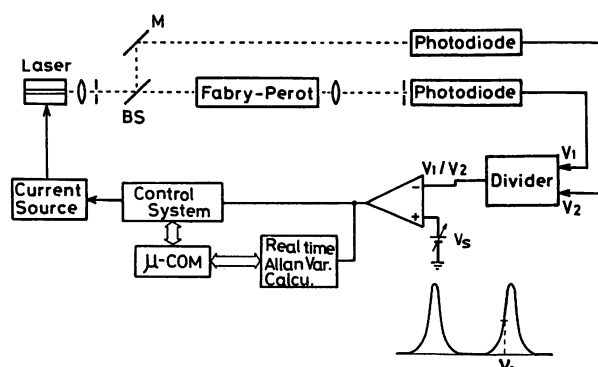 M
Photodiode
Laser
BS
Fabry-Perot
Photodiode
V1
V1/V2
Divider
V2
Current
Source
Control
System
−
+
VS
μ-COM
Real time
Allan Var.
Calcu.